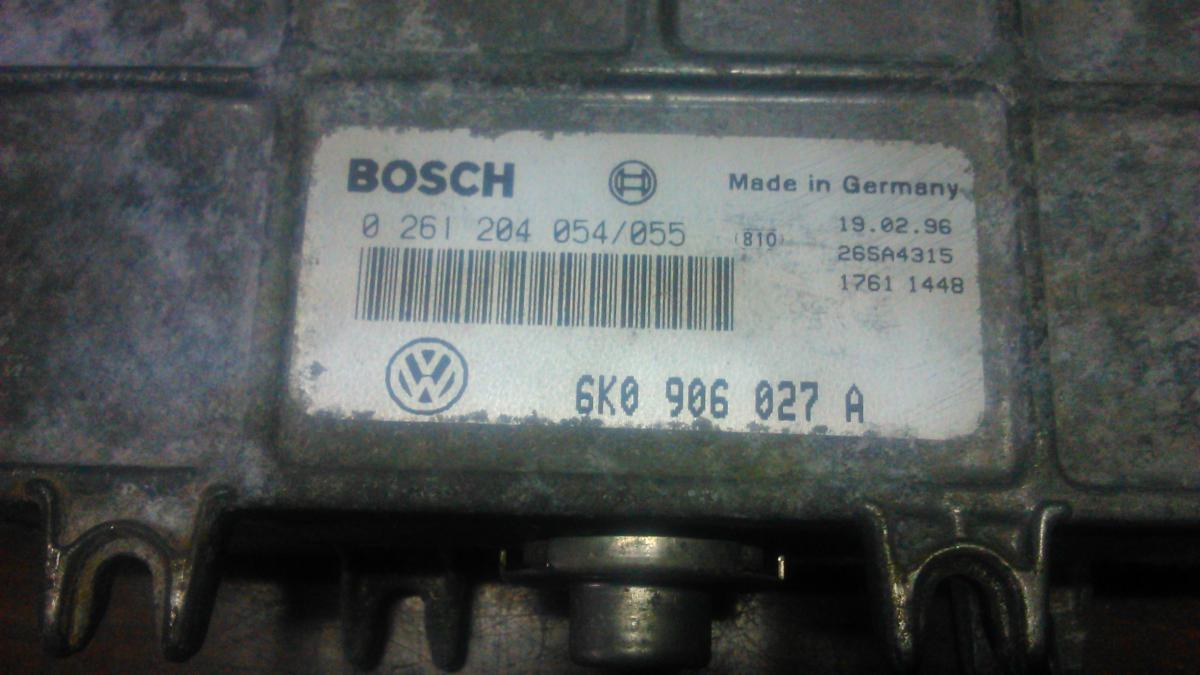 BOSCH
Made in Germany
0 261 204 054/055
(810)
19.02.96
26SA4315
1761 1448
VW
6K0 906 027 A